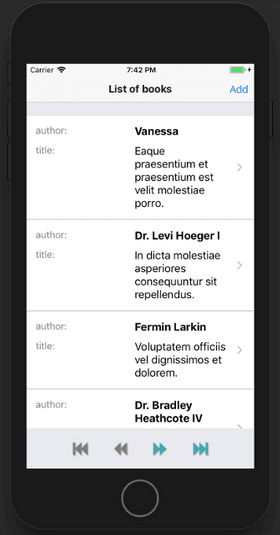 Carrier 7:42 PM
List of books Add
author: Vanessa
title: Eaque
praesentium et
praesentium est
velit molestiae
porro.
author: Dr. Levi Hoeger I
title: In dicta molestiae
asperiores
consequuntur sit
repellendus.
author: Fermin Larkin
title: Voluptatem officiis
vel dignissimos et
dolorem.
author: Dr. Bradley
Heathcote IV